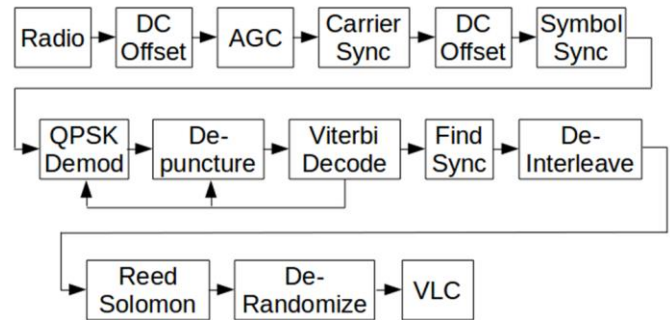 Radio
DC
Offset
AGC
Carrier
Sync
DC
Offset
Symbol
Sync
QPSK
Demod
De-
puncture
Viterbi
Decode
Find
Sync
De-
Interleave
Reed
Solomon
De-
Randomize
VLC